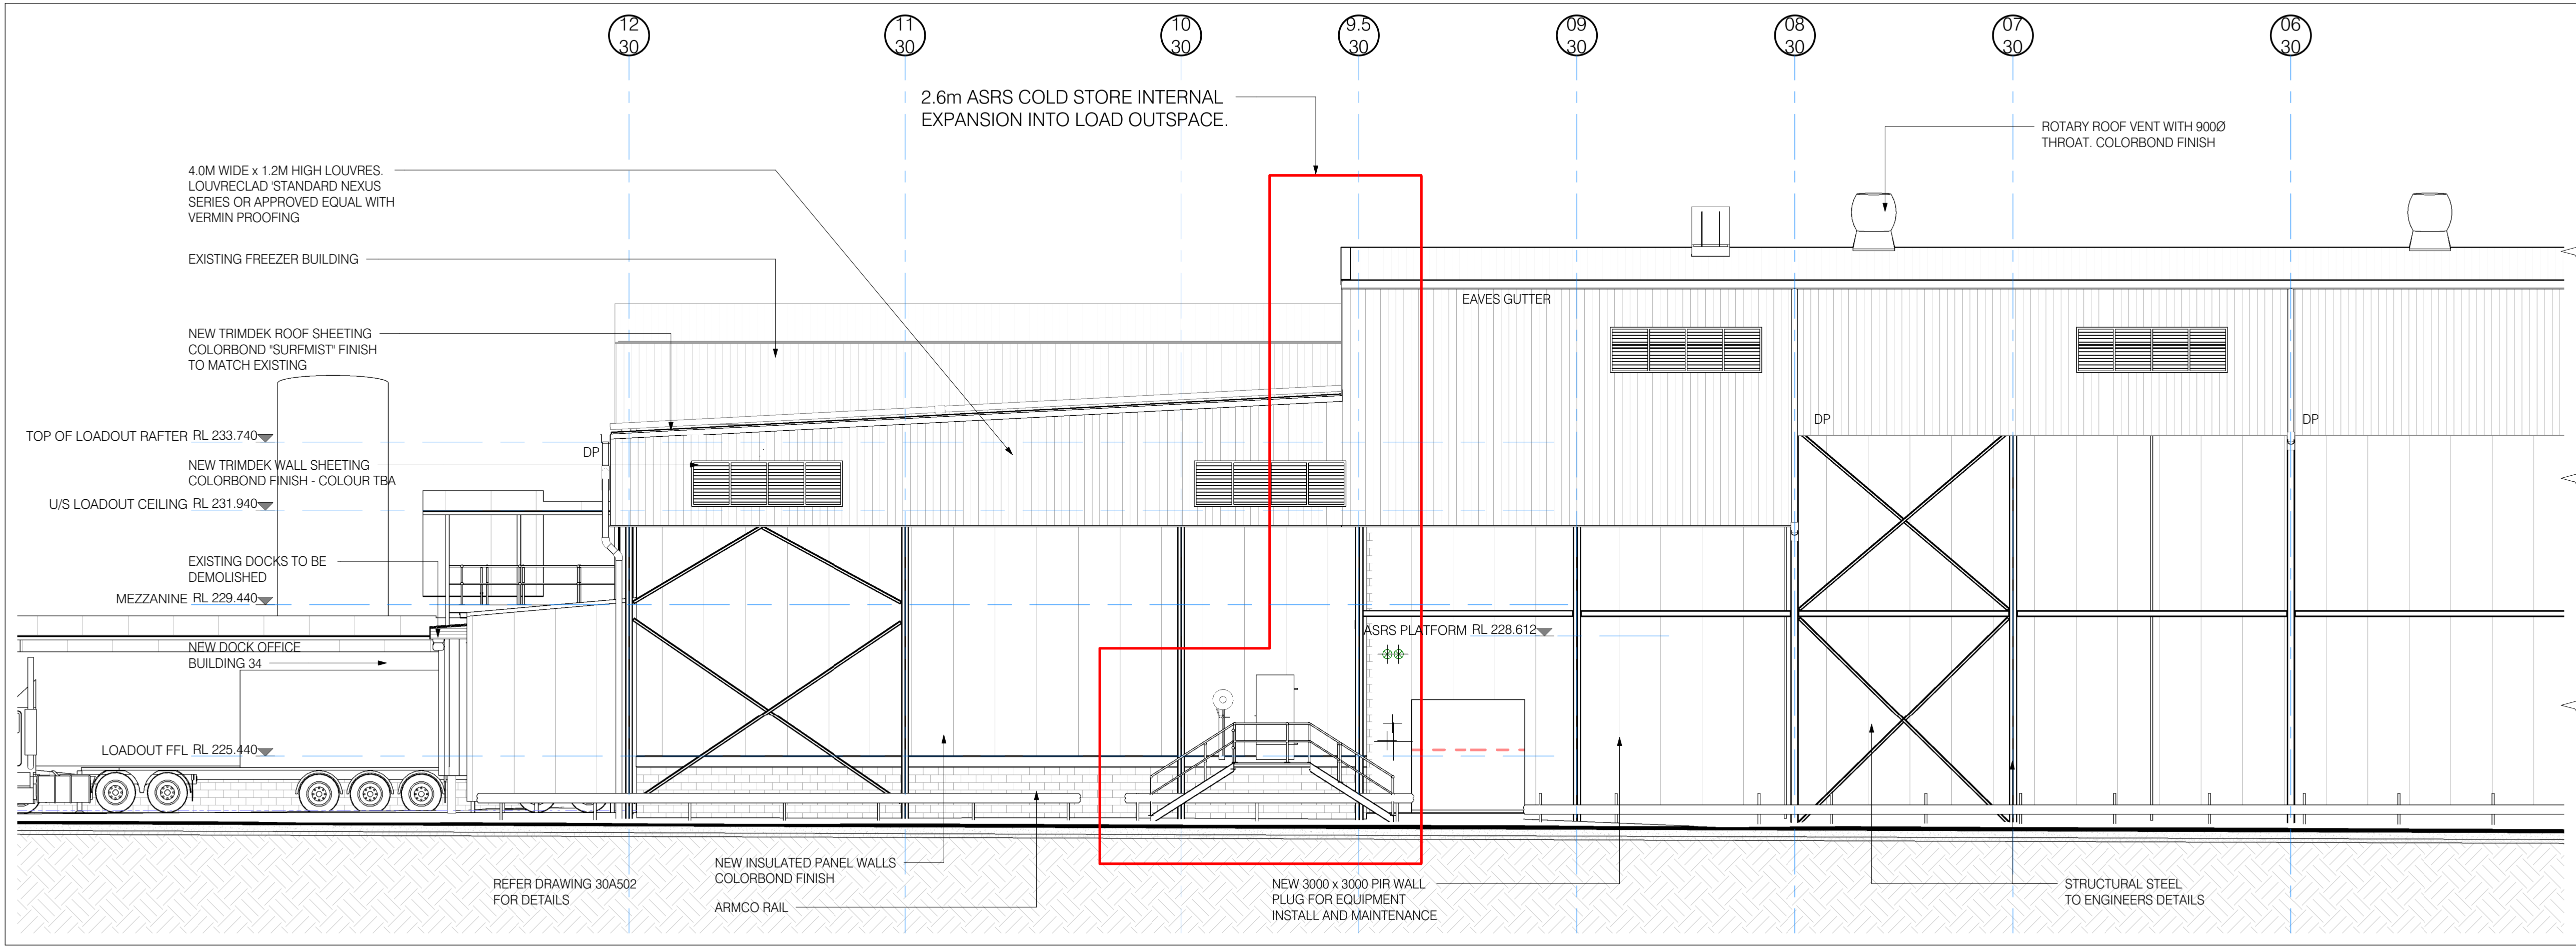 12
30
11
30
10
30
9.5
30
09
30
08
30
07
30
06
30
2.6m ASRS COLD STORE INTERNAL
EXPANSION INTO LOAD OUTSPACE.
ROTARY ROOF VENT WITH 900Ø
THROAT. COLORBOND FINISH
4.0M WIDE x 1.2M HIGH LOUVRES.
LOUVRECLAD 'STANDARD NEXUS
SERIES OR APPROVED EQUAL WITH
VERMIN PROOFING
EXISTING FREEZER BUILDING
EAVES GUTTER
NEW TRIMDEK ROOF SHEETING
COLORBOND "SURFMIST" FINISH
TO MATCH EXISTING
DP
DP
TOP OF LOADOUT RAFTER RL 233.740
DP
NEW TRIMDEK WALL SHEETING
COLORBOND FINISH - COLOUR TBA
U/S LOADOUT CEILING RL 231.940
EXISTING DOCKS TO BE
DEMOLISHED
MEZZANINE RL 229.440
ASRS PLATFORM RL 228.612
NEW DOCK OFFICE
BUILDING 34
LOADOUT FFL RL 225.440
NEW INSULATED PANEL WALLS
COLORBOND FINISH
REFER DRAWING 30A502
FOR DETAILS
ARMCO RAIL
NEW 3000 x 3000 PIR WALL
PLUG FOR EQUIPMENT
INSTALL AND MAINTENANCE
STRUCTURAL STEEL
TO ENGINEERS DETAILS